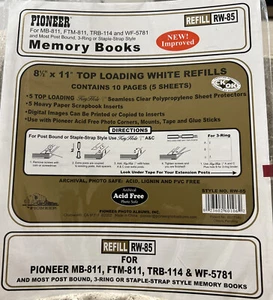 PIONEER
REFILL RW-85
For MB-811, FTM-811, TRB-114 and WF-5781
and Most Post Bound, 3-Ring or Staple-Strap Style
Memory Books
NEW!
Improved
8½" x 11" TOP LOADING WHITE REFILLS
CONTAINS 10 PAGES (5 SHEETS)
• 5 TOP LOADING Seamless Clear Polypropylene Sheet Protectors
• 5 Heavy Paper Scrapbook Inserts
• Digital Images Can Be Printed or Copied to Inserts
• Use with Pioneer Acid Free Photo Corners, Mounts, Tape and Glue Sticks
DIRECTIONS
For Post Bound or Staple-Strap Style Use A&C
For 3-Ring
Look Under Tape For Your Extension Posts
ARCHIVAL, PHOTO SAFE: ACID, LIGNIN AND PVC FREE
Archival
Acid Free
Photo Safe
STYLE NO. RW-85
PIONEER PHOTO ALBUMS, INC.
REFILL RW-85
FOR
PIONEER MB-811, FTM-811, TRB-114 & WF-5781
AND MOST POST BOUND, 3-RING OR STAPLE-STRAP STYLE MEMORY BOOKS